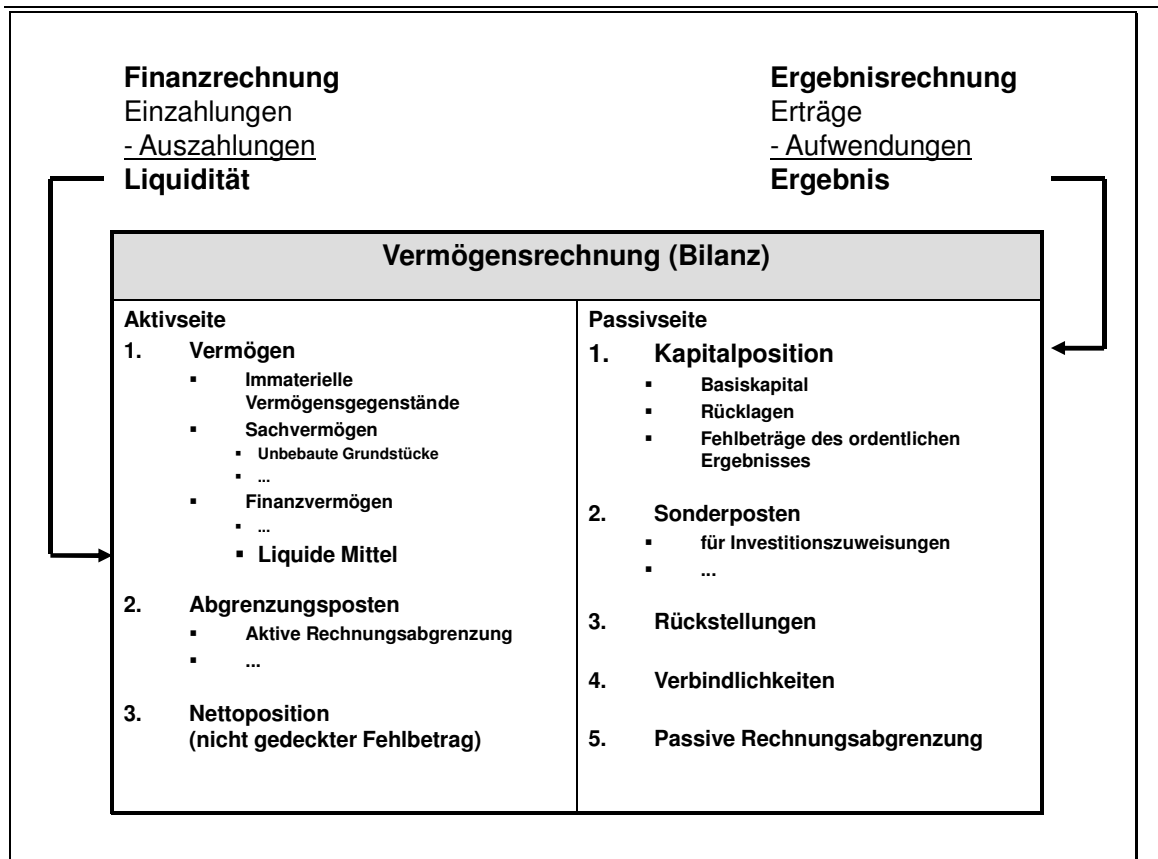 Finanzrechnung
Einzahlungen
- Auszahlungen
Liquidität
Ergebnisrechnung
Erträge
- Aufwendungen
Ergebnis
Vermögensrechnung (Bilanz)
Aktivseite
1. Vermögen
▪ Immaterielle
Vermögensgegenstände
▪ Sachvermögen
▪ Unbebaute Grundstücke
▪ ...
▪ Finanzvermögen
▪ ...
▪ Liquide Mittel
2. Abgrenzungsposten
▪ Aktive Rechnungsabgrenzung
▪ ...
3. Nettoposition
(nicht gedeckter Fehlbetrag)
Passivseite
1. Kapitalposition
▪ Basiskapital
▪ Rücklagen
▪ Fehlbeträge des ordentlichen
Ergebnisses
2. Sonderposten
▪ für Investitionszuweisungen
▪ ...
3. Rückstellungen
4. Verbindlichkeiten
5. Passive Rechnungsabgrenzung